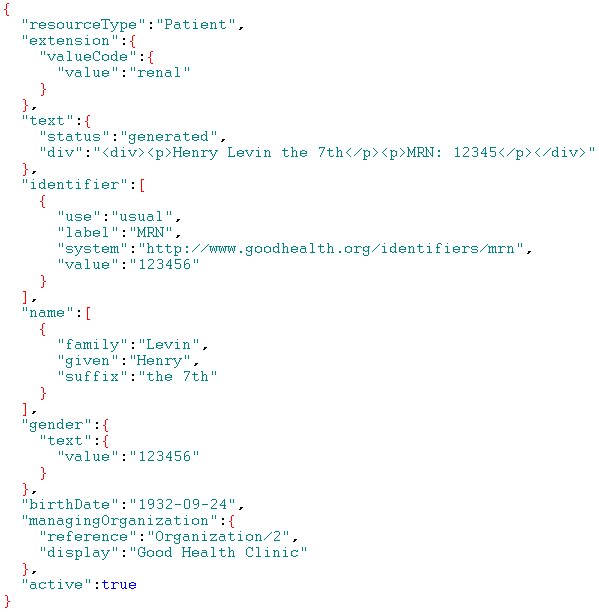 {
  "resourceType":"Patient",
  "extension":{
    "valueCode":{
      "value":"renal"
    }
  },
  "text":{
    "status":"generated",
    "div":"<div><p>Henry Levin the 7th</p><p>MRN: 12345</p></div>"
  },
  "identifier":[
    {
      "use":"usual",
      "label":"MRN",
      "system":"http://www.goodhealth.org/identifiers/mrn",
      "value":"123456"
    }
  ],
  "name":[
    {
      "family":"Levin",
      "given":"Henry",
      "suffix":"the 7th"
    }
  ],
  "gender":{
    "text":{
      "value":"123456"
    }
  },
  "birthDate":"1932-09-24",
  "managingOrganization":{
    "reference":"Organization/2",
    "display":"Good Health Clinic"
  },
  "active":true
}